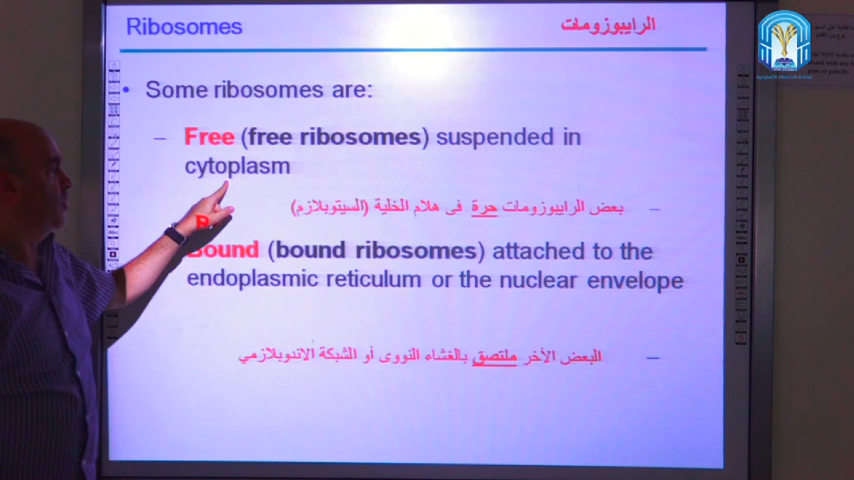 Ribosomes
الرايبوزومات
• Some ribosomes are:
– Free (free ribosomes) suspended in
cytoplasm
– بعض الرايبوزومات حرة فى هلام الخلية (السيتوبلازم)
B
Bound (bound ribosomes) attached to the
endoplasmic reticulum or the nuclear envelope
– البعض الأخر ملتصق بالغشاء النووى أو الشبكة الاندوبلازمي